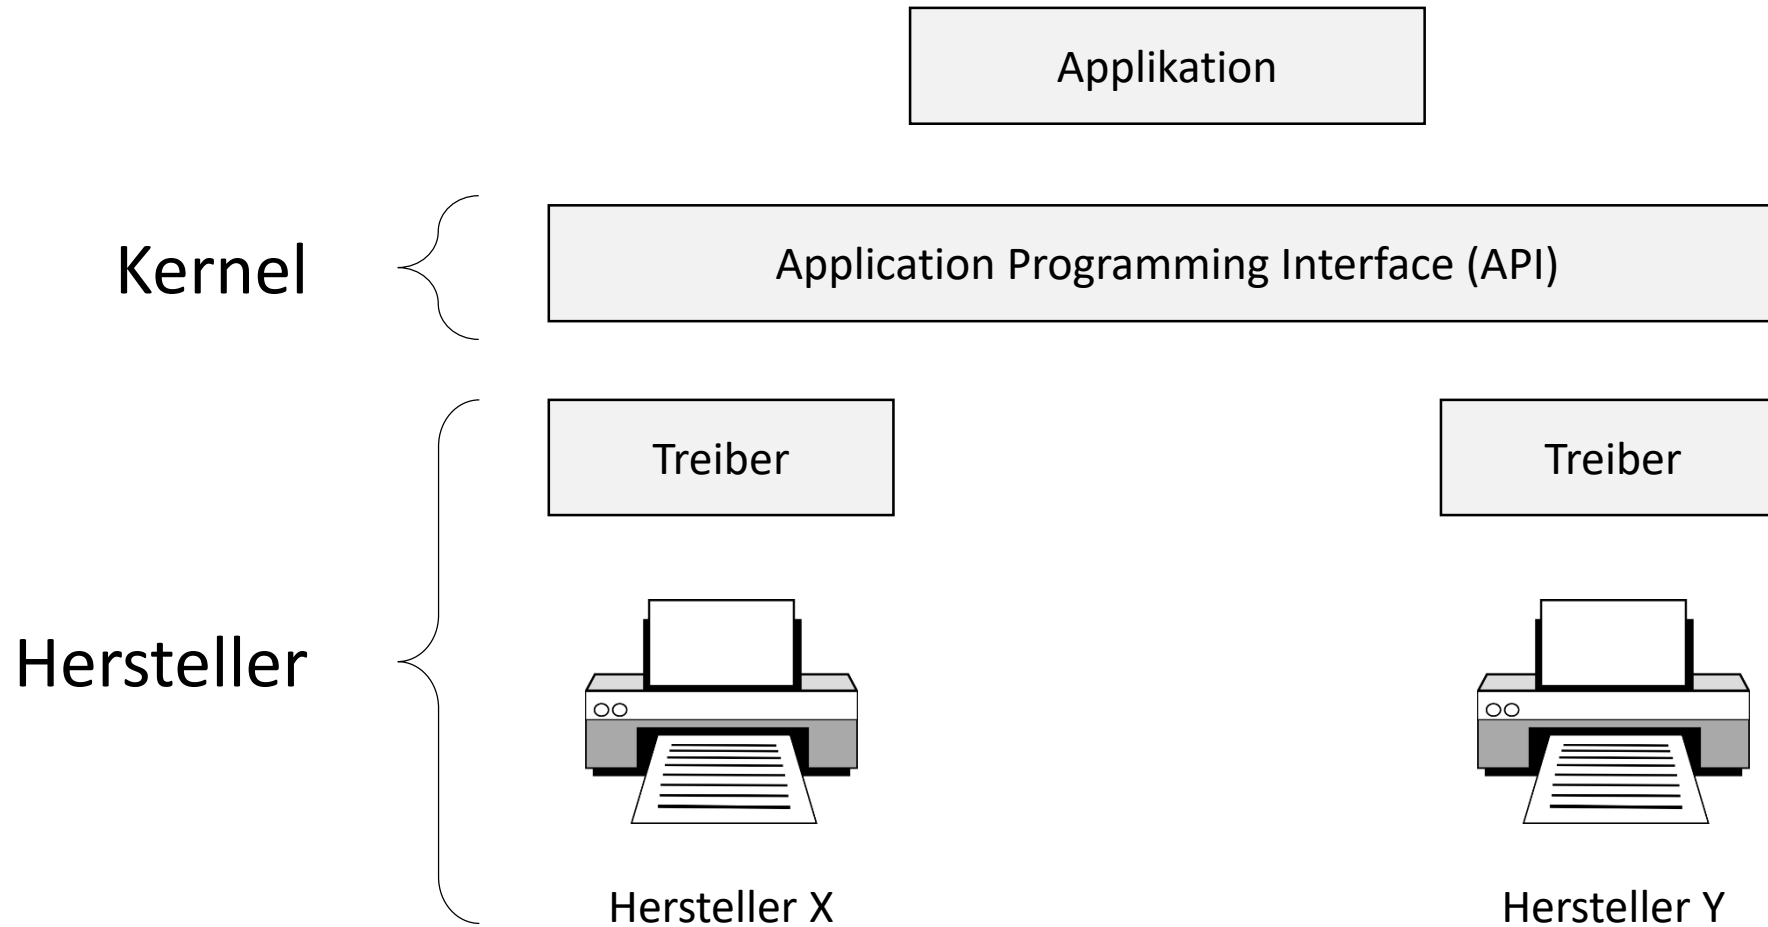 Applikation
Kernel
Application Programming Interface (API)
Treiber
Treiber
Hersteller
Hersteller X
Hersteller Y